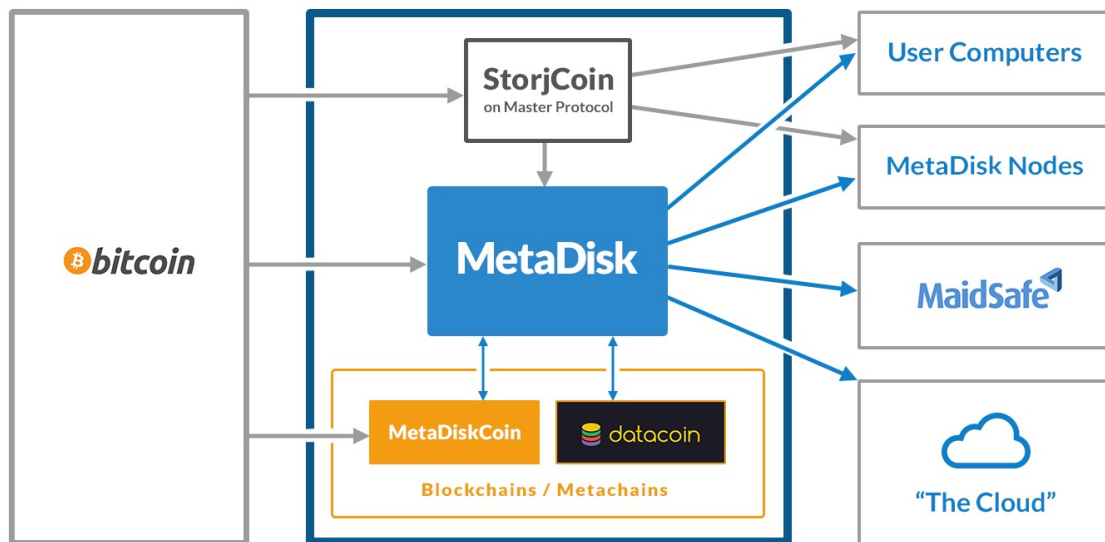 bitcoin
StorjCoin
on Master Protocol
MetaDisk
MetaDiskCoin
datacoin
Blockchains / Metachains
User Computers
MetaDisk Nodes
MaidSafe
“The Cloud”